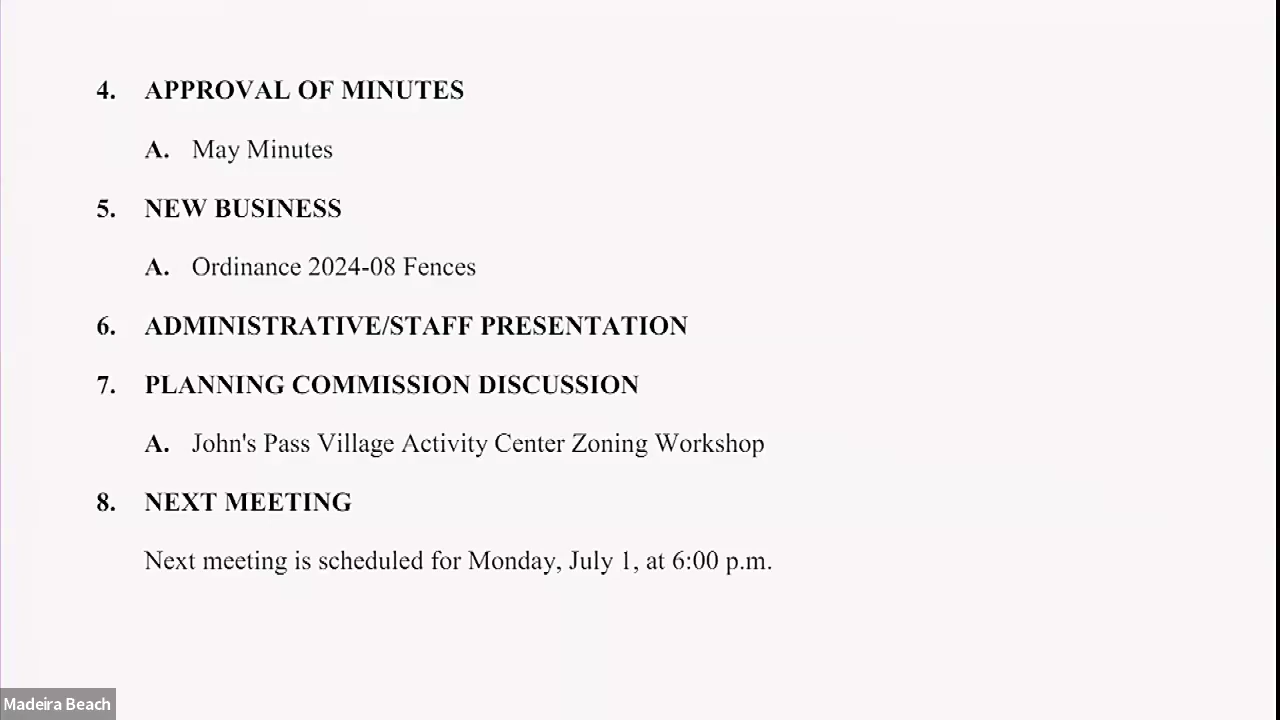 4. APPROVAL OF MINUTES
A. May Minutes
5. NEW BUSINESS
A. Ordinance 2024-08 Fences
6. ADMINISTRATIVE/STAFF PRESENTATION
7. PLANNING COMMISSION DISCUSSION
A. John's Pass Village Activity Center Zoning Workshop
8. NEXT MEETING
Next meeting is scheduled for Monday, July 1, at 6:00 p.m.
Madeira Beach